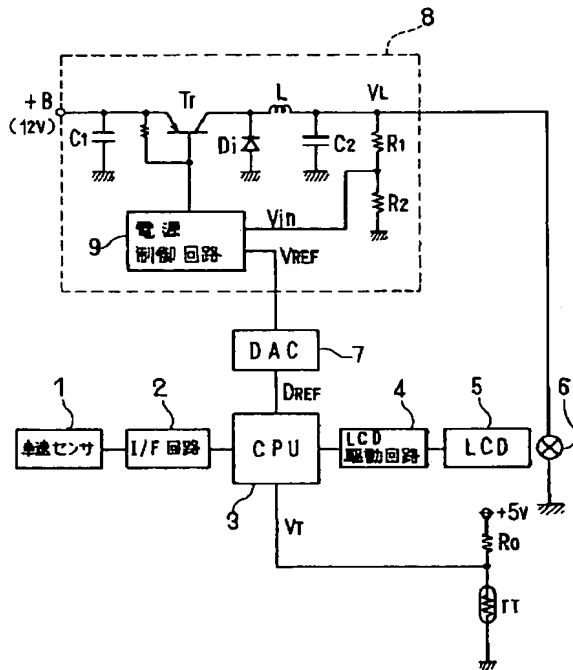 8
+B
(12V)
Tr
L
VL
C1
Di
C2
R1
R2
9
電源
制御回路
Vin
VREF
DAC
7
DREF
1
2
4
5
6
車速センサ
I/F回路
CPU
LCD
駆動回路
LCD
3
VT
+5V
Ro
rT